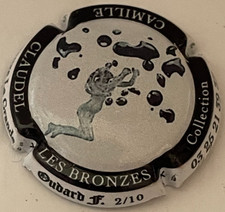 CAMILLE
CLAUDEL
LES BRONZES
Collection
Oudard F. 2/10
03 25 21